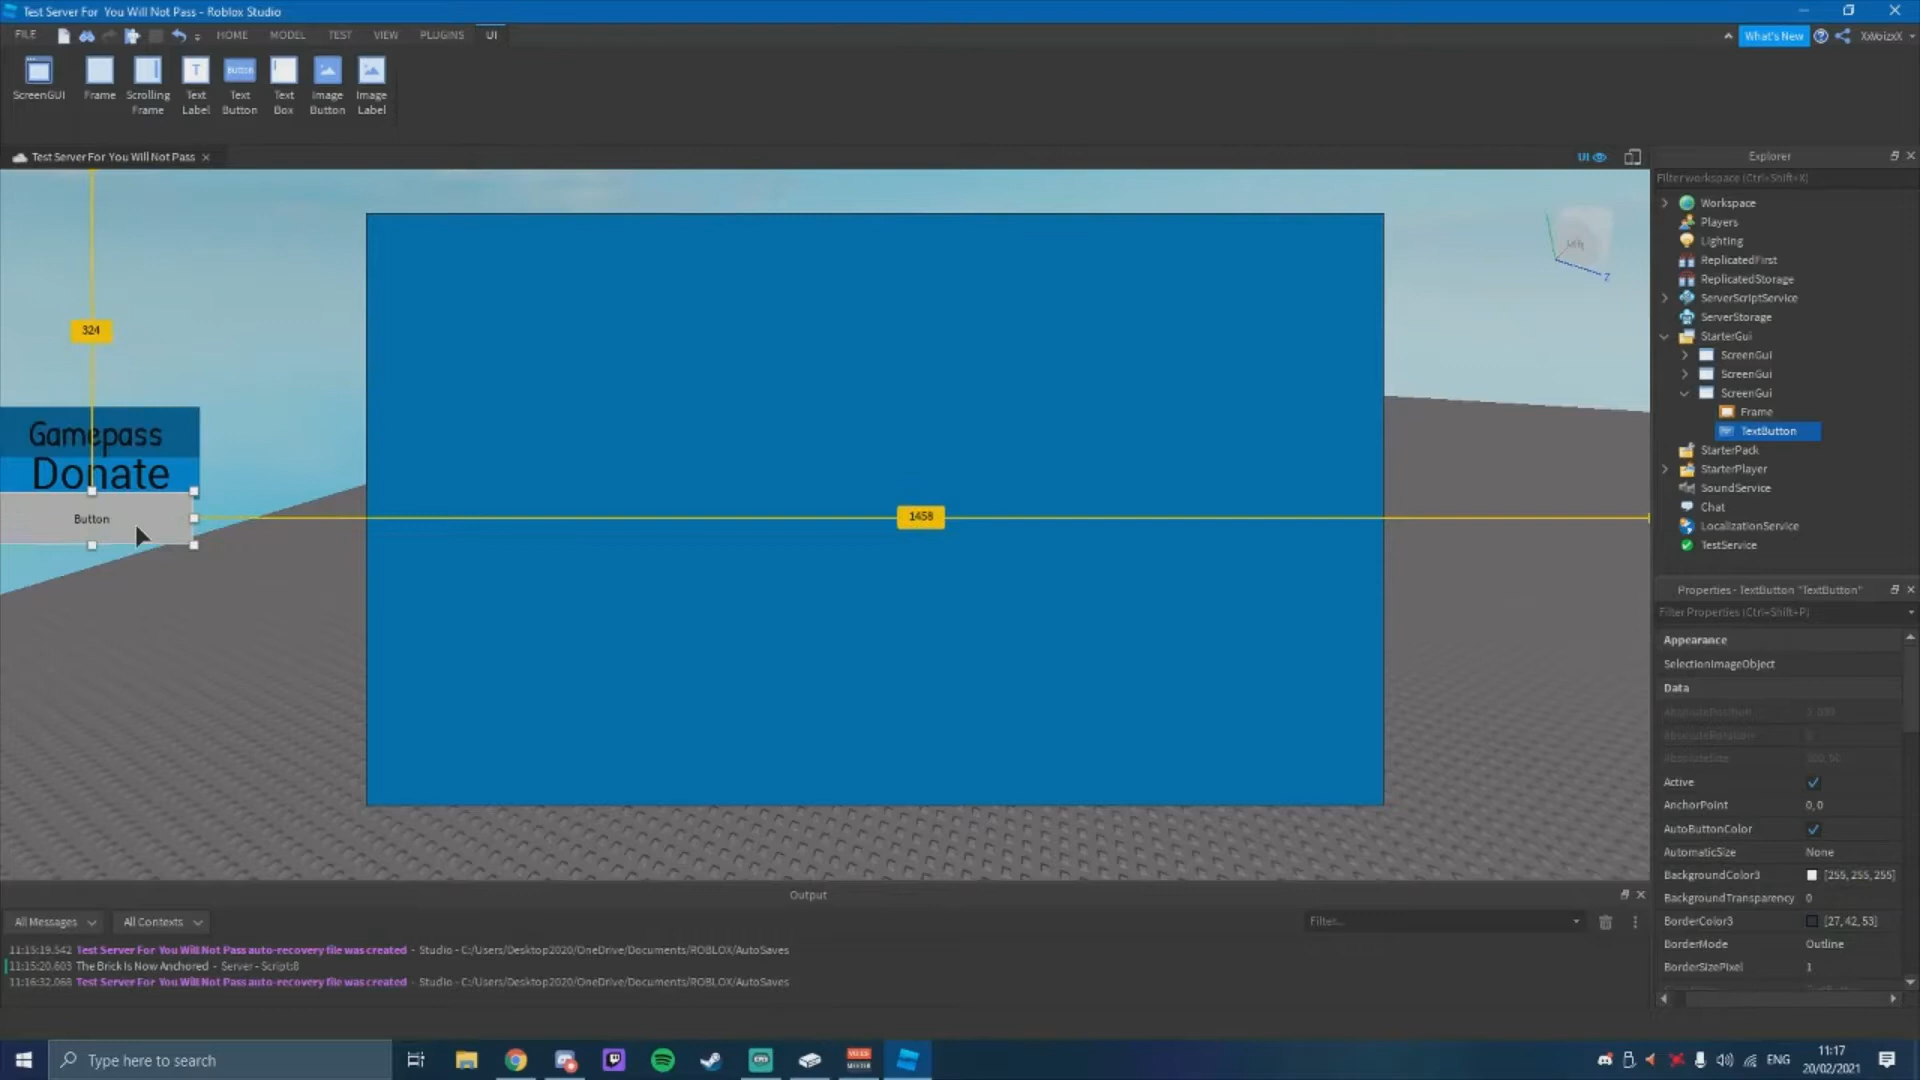 Test Server For You Will Not Pass - Roblox Studio
FILE HOME MODEL TEST VIEW PLUGINS UI What's New XxVoizxX
ScreenGUI Frame Scrolling Frame Text Label Text Button Text Box Image Button Image Label
Test Server For You Will Not Pass UI
Explorer
Filter workspace (Ctrl+Shift+X)
Workspace
Players
Lighting
ReplicatedFirst
ReplicatedStorage
ServerScriptService
ServerStorage
StarterGui
ScreenGui
ScreenGui
ScreenGui
Frame
TextButton
StarterPack
StarterPlayer
SoundService
Chat
LocalizationService
TestService
324
Gamepass
Donate
Button
1458
Properties - TextButton "TextButton"
Filter Properties (Ctrl+Shift+P)
Appearance
SelectionImageObject
Data
AbsolutePosition
AbsoluteRotation 0
AbsoluteSize
Active
AnchorPoint 0, 0
AutoButtonColor
AutomaticSize None
BackgroundColor3 [255, 255, 255]
BackgroundTransparency 0
BorderColor3 [27, 42, 53]
BorderMode Outline
BorderSizePixel 1
Output
All Messages All Contexts Filter...
11:15:19.542 Test Server For You Will Not Pass auto-recovery file was created - Studio - C:/Users/Desktop2020/OneDrive/Documents/ROBLOX/AutoSaves
11:15:20.603 The Brick Is Now Anchored - Server - Script:8
11:16:32.068 Test Server For You Will Not Pass auto-recovery file was created - Studio - C:/Users/Desktop2020/OneDrive/Documents/ROBLOX/AutoSaves
Type here to search
ENG
11:17
20/02/2021